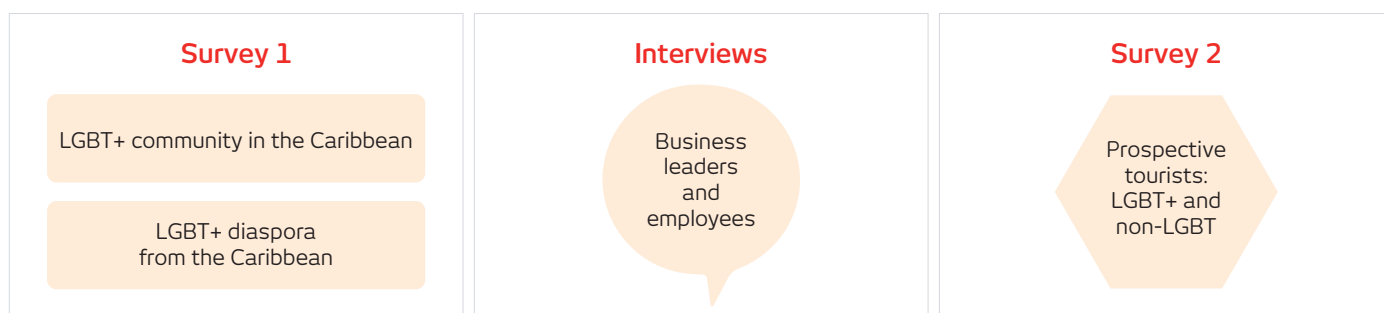 Survey 1
LGBT+ community in the Caribbean
LGBT+ diaspora
from the Caribbean
Interviews
Business
leaders
and
employees
Survey 2
Prospective
tourists:
LGBT+ and
non-LGBT